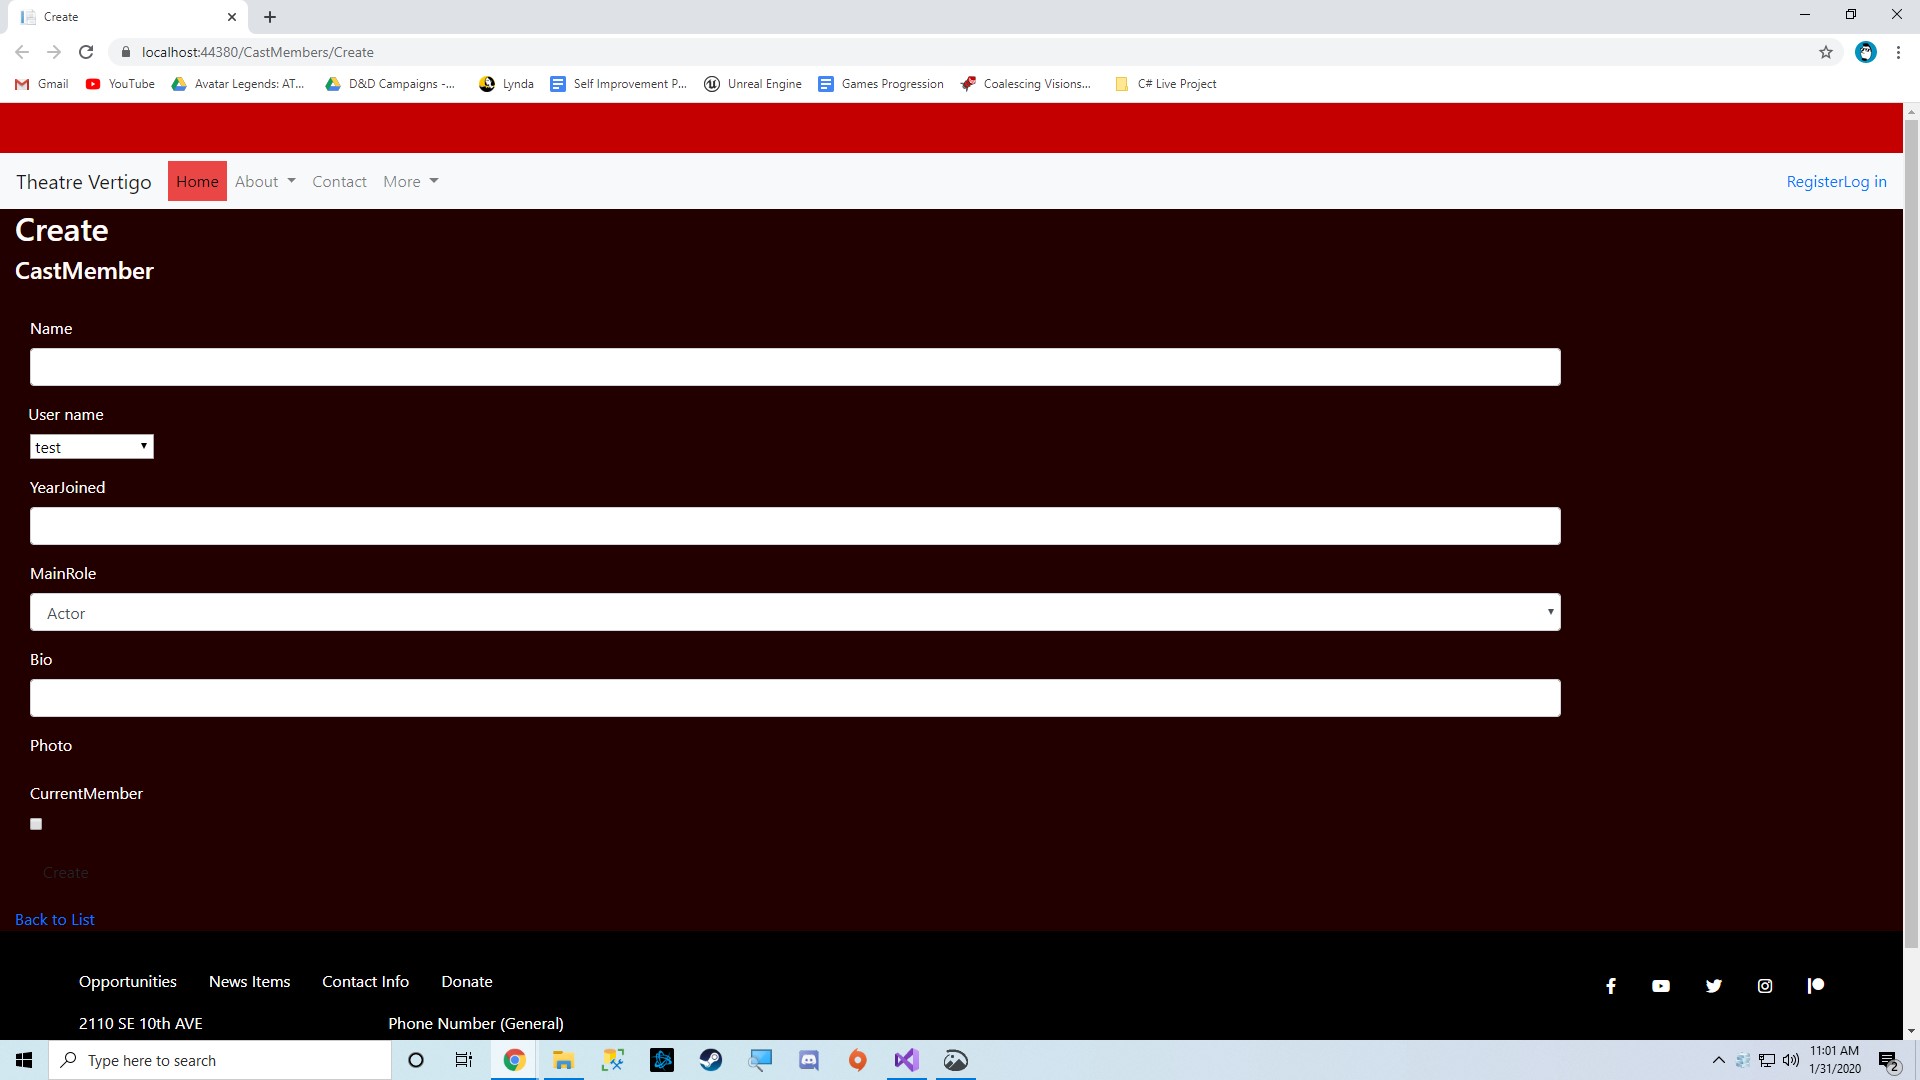 Create
localhost:44380/CastMembers/Create
Gmail YouTube Avatar Legends: AT... D&D Campaigns -... Lynda Self Improvement P... Unreal Engine Games Progression Coalescing Visions... C# Live Project
Theatre Vertigo Home About Contact More RegisterLog in
Create
CastMember
Name
User name
test
YearJoined
MainRole
Actor
Bio
Photo
CurrentMember
Create
Back to List
Opportunities News Items Contact Info Donate
2110 SE 10th AVE Phone Number (General)
Type here to search
11:01 AM
1/31/2020
2